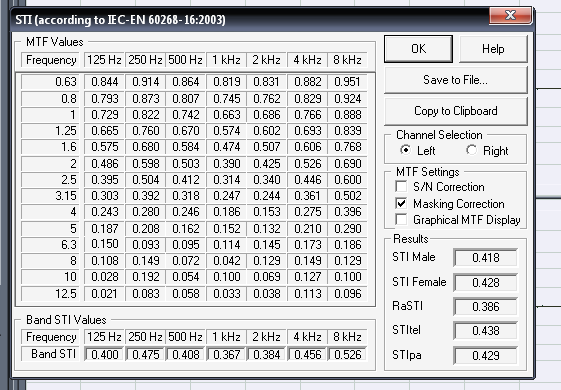 STI (according to IEC-EN 60268-16:2003)
MTF Values
Frequency 125 Hz 250 Hz 500 Hz 1 kHz 2 kHz 4 kHz 8 kHz
0.63 0.844 0.914 0.864 0.819 0.831 0.882 0.951
0.8 0.793 0.873 0.807 0.745 0.762 0.829 0.924
1 0.729 0.822 0.742 0.663 0.686 0.766 0.888
1.25 0.665 0.760 0.670 0.574 0.602 0.693 0.839
1.6 0.575 0.680 0.584 0.474 0.507 0.606 0.768
2 0.486 0.598 0.503 0.390 0.425 0.526 0.690
2.5 0.395 0.504 0.412 0.314 0.340 0.446 0.600
3.15 0.303 0.392 0.318 0.247 0.244 0.361 0.502
4 0.243 0.280 0.246 0.186 0.153 0.275 0.396
5 0.187 0.208 0.162 0.152 0.132 0.210 0.290
6.3 0.150 0.093 0.095 0.114 0.145 0.173 0.186
8 0.108 0.149 0.072 0.042 0.129 0.149 0.129
10 0.028 0.192 0.054 0.100 0.069 0.127 0.100
12.5 0.021 0.083 0.058 0.033 0.038 0.113 0.096
Band STI Values
Frequency 125 Hz 250 Hz 500 Hz 1 kHz 2 kHz 4 kHz 8 kHz
Band STI 0.400 0.475 0.408 0.367 0.384 0.456 0.526
OK Help
Save to File...
Copy to Clipboard
Channel Selection
Left Right
MTF Settings
S/N Correction
Masking Correction
Graphical MTF Display
Results
STI Male 0.418
STI Female 0.428
RaSTI 0.386
STItel 0.438
STIpa 0.429